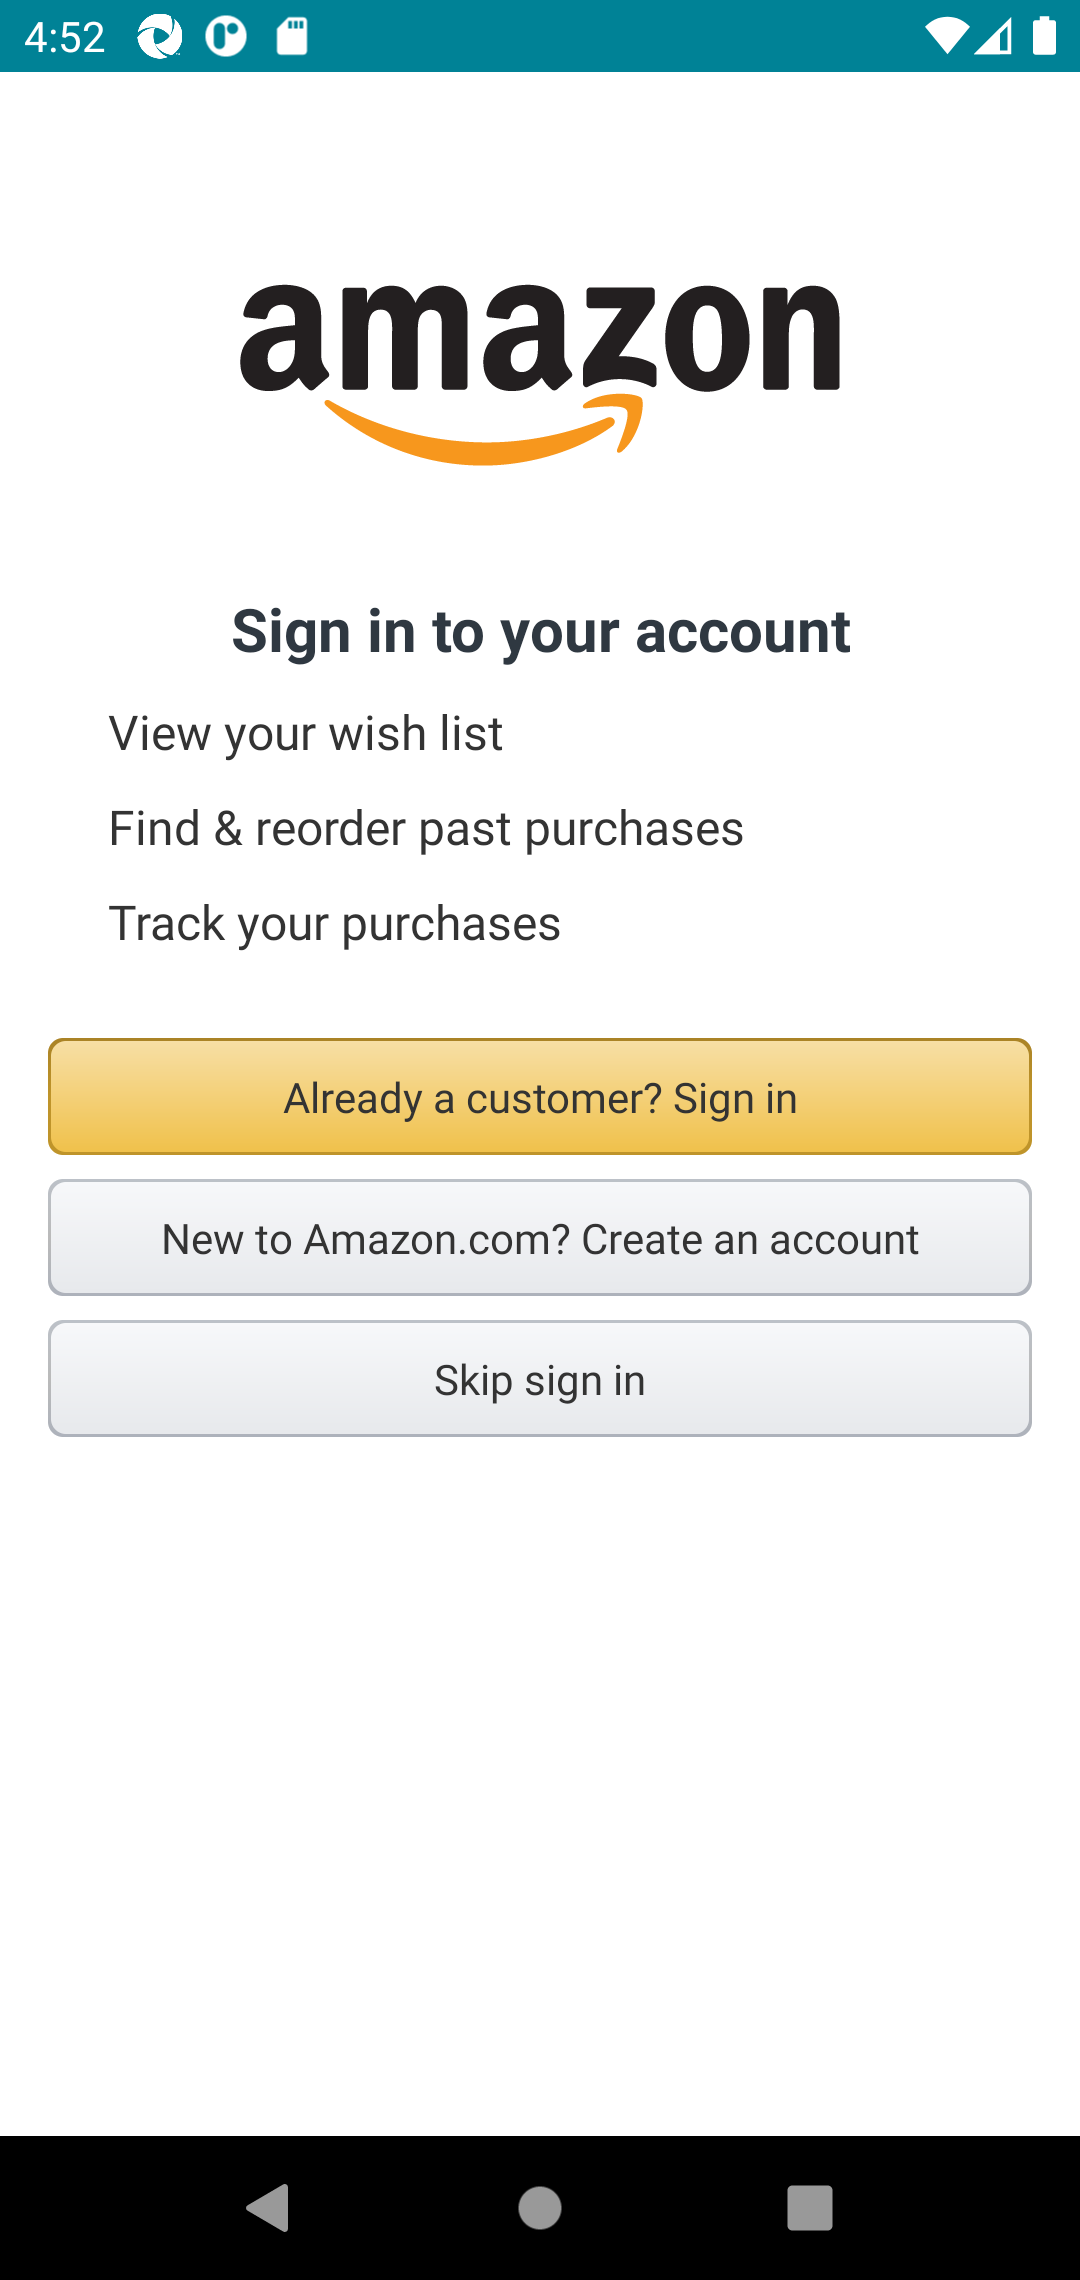 4:52
amazon
Sign in to your account
View your wish list
Find & reorder past purchases
Track your purchases
Already a customer? Sign in
New to Amazon.com? Create an account
Skip sign in